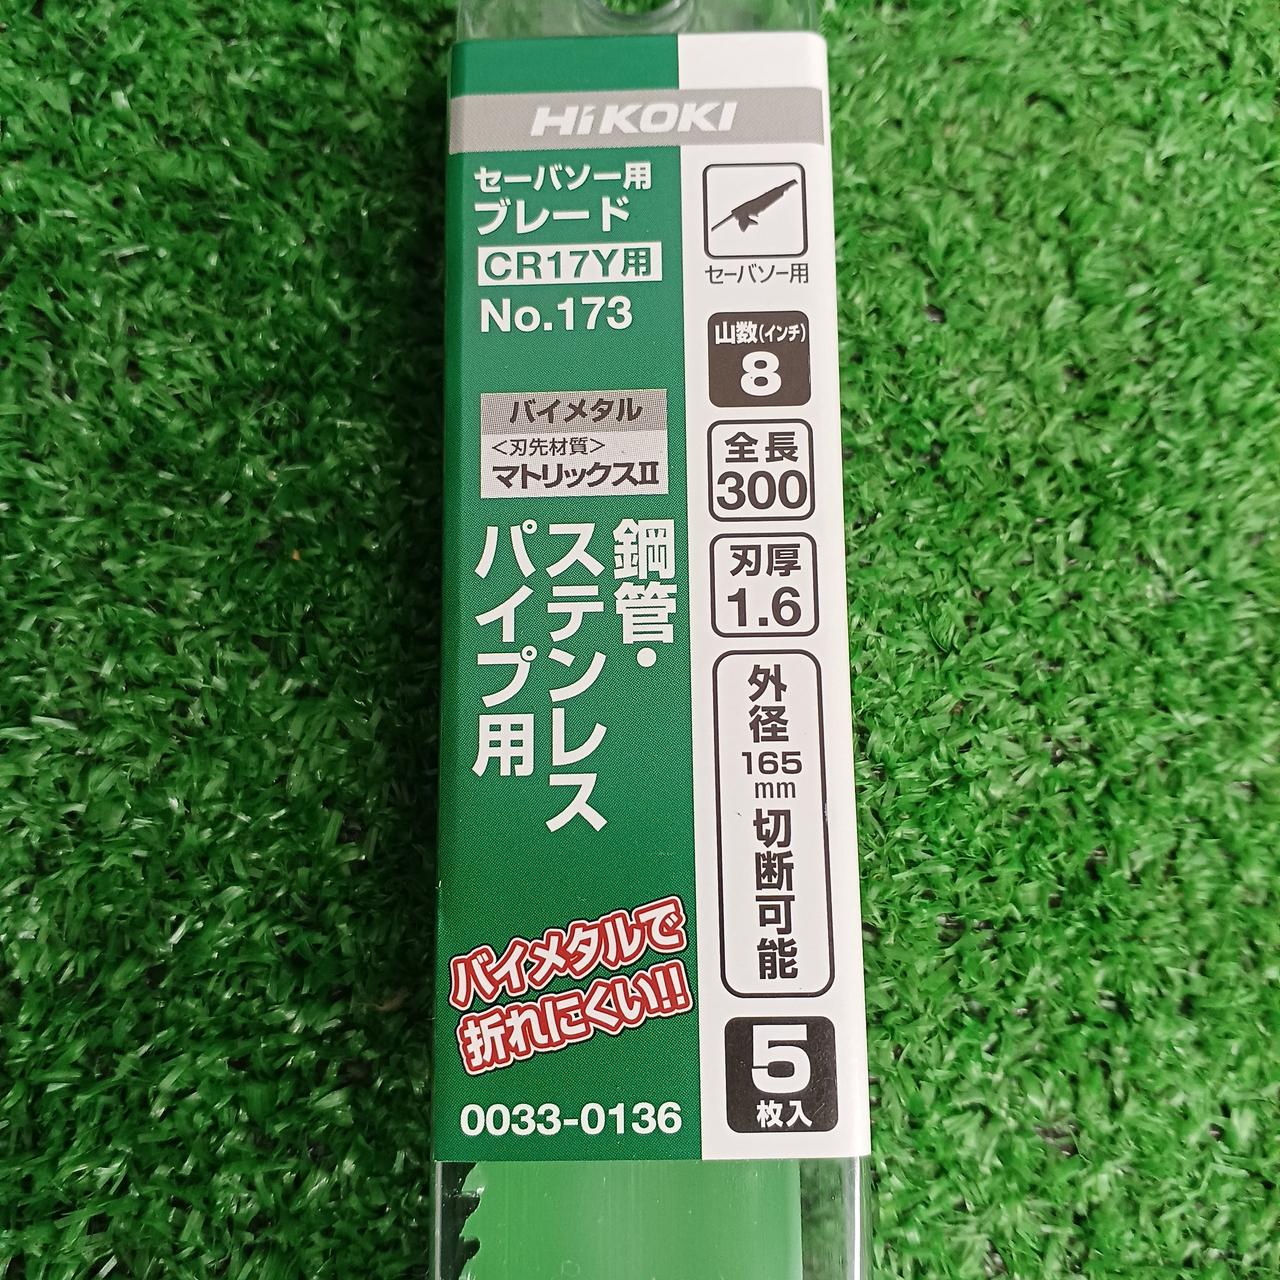 HiKOKI
セーバソー用
ブレード
CR17Y用
No.173
バイメタル
<刃先材質>
マトリックスⅡ
鋼管・
ステンレス
パイプ用
バイメタルで
折れにくい!!
0033-0136
セーバソー用
山数(インチ)
8
全長
300
刃厚
1.6
外径
165
mm
切断可能
5
枚入